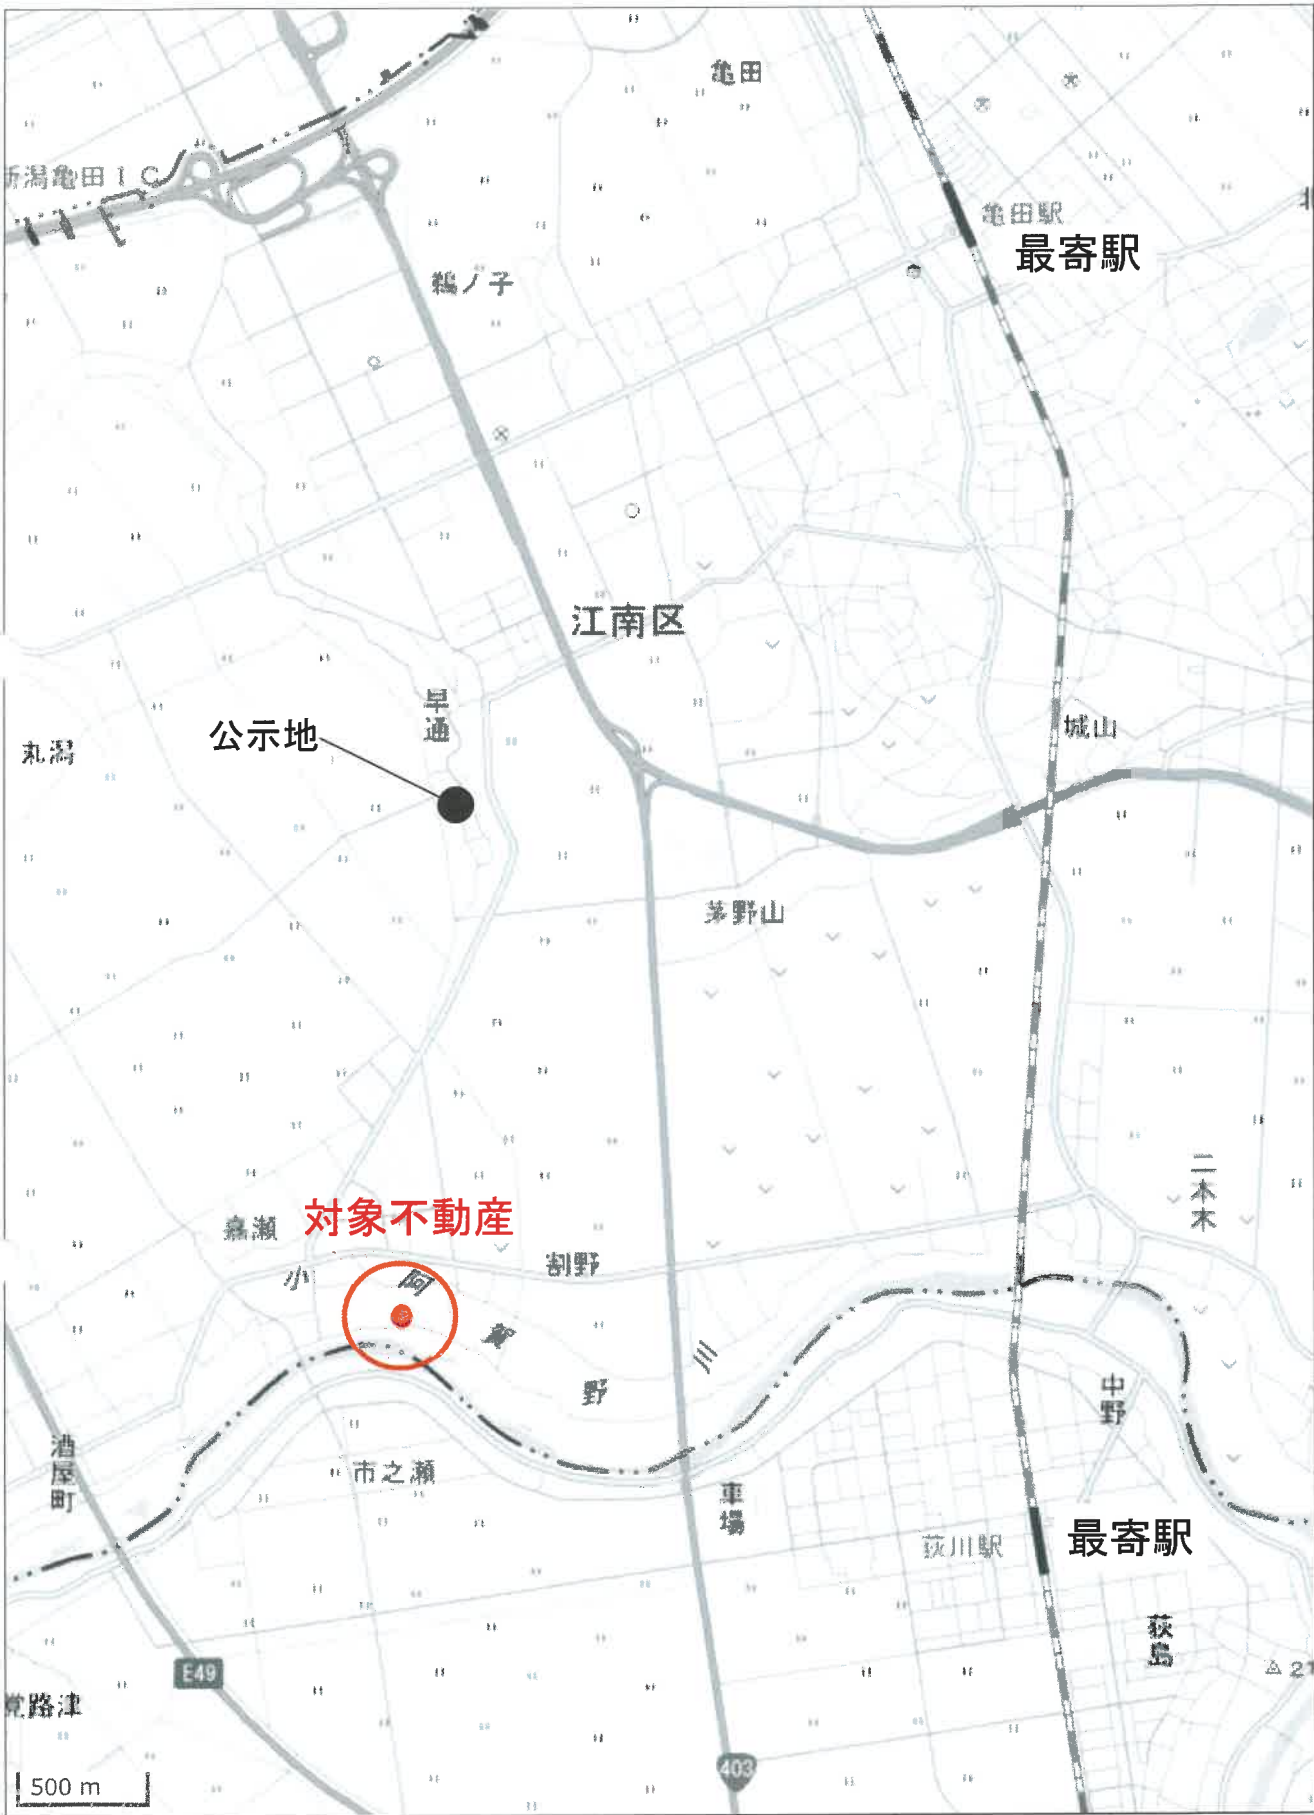 亀田
新潟亀田IC
亀田駅
最寄駅
鵜ノ子
江南区
早通
公示地
丸潟
城山
茅野山
二本木
嘉瀬
対象不動産
割野
小阿賀野川
中野
酒屋町
市之瀬
車場
荻川駅
最寄駅
荻島
E49
覚路津
21
403
500 m